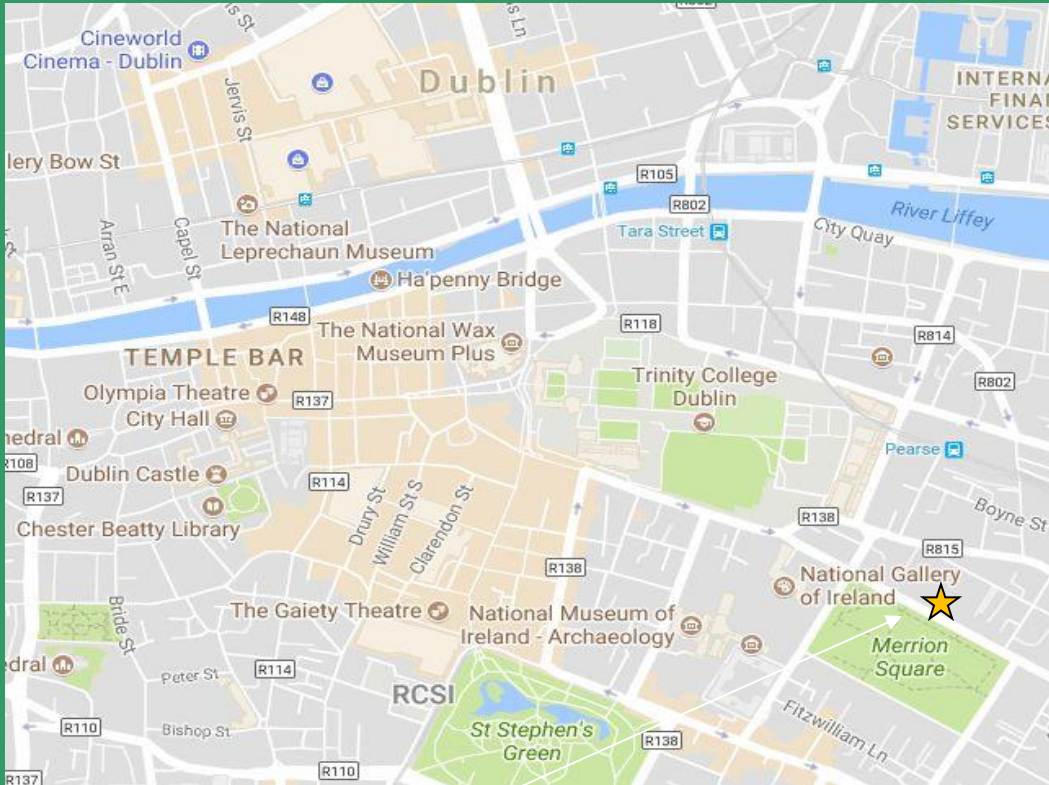 Cineworld
Cinema - Dublin
Jervis St
Dublin
INTERNA
FINAN
SERVICES
lery Bow St
R105
R802
River Liffey
The National
Leprechaun Museum
Arran St E
Capel St
Tara Street
City Quay
Ha'penny Bridge
R148
R118
R814
The National Wax
Museum Plus
TEMPLE BAR
Trinity College
Dublin
R802
Olympia Theatre
R137
City Hall
hedral
R108
Dublin Castle
Pearse
R137
R114
Chester Beatty Library
Drury St
William St S
Clarendon St
R138
Boyne St
R815
R138
National Gallery
of Ireland
The Gaiety Theatre
National Museum of
Ireland - Archaeology
Bride St
Merrion
Square
edral
Peter St
R114
RCSI
Fitzwilliam Ln
R110
Bishop St
St Stephen's
Green
R138
R110
R137